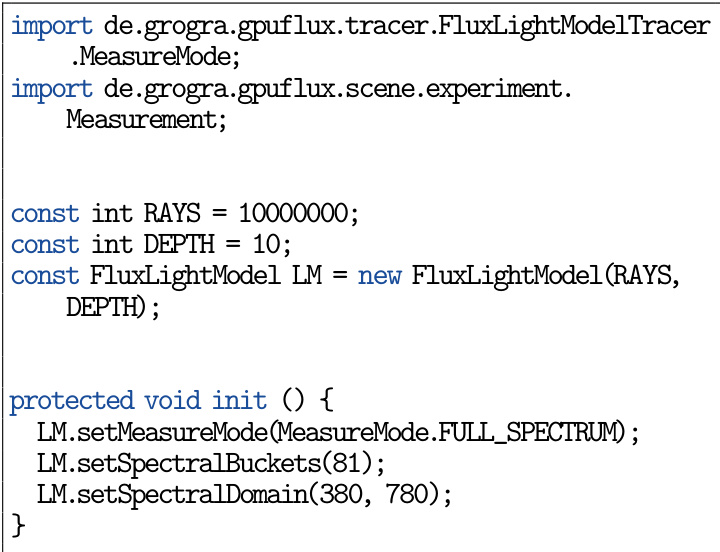 import de.grogra.gpuflux.tracer.FluxLightModelTracer
.MeasureMode;
import de.grogra.gpuflux.scene.experiment.
Measurement;
const int RAYS = 10000000;
const int DEPTH = 10;
const FluxLightModel LM = new FluxLightModel(RAYS,
DEPTH);
protected void init () {
LM.setMeasureMode(MeasureMode.FULL_SPECTRUM);
LM.setSpectralBuckets(81);
LM.setSpectralDomain(380, 780);
}